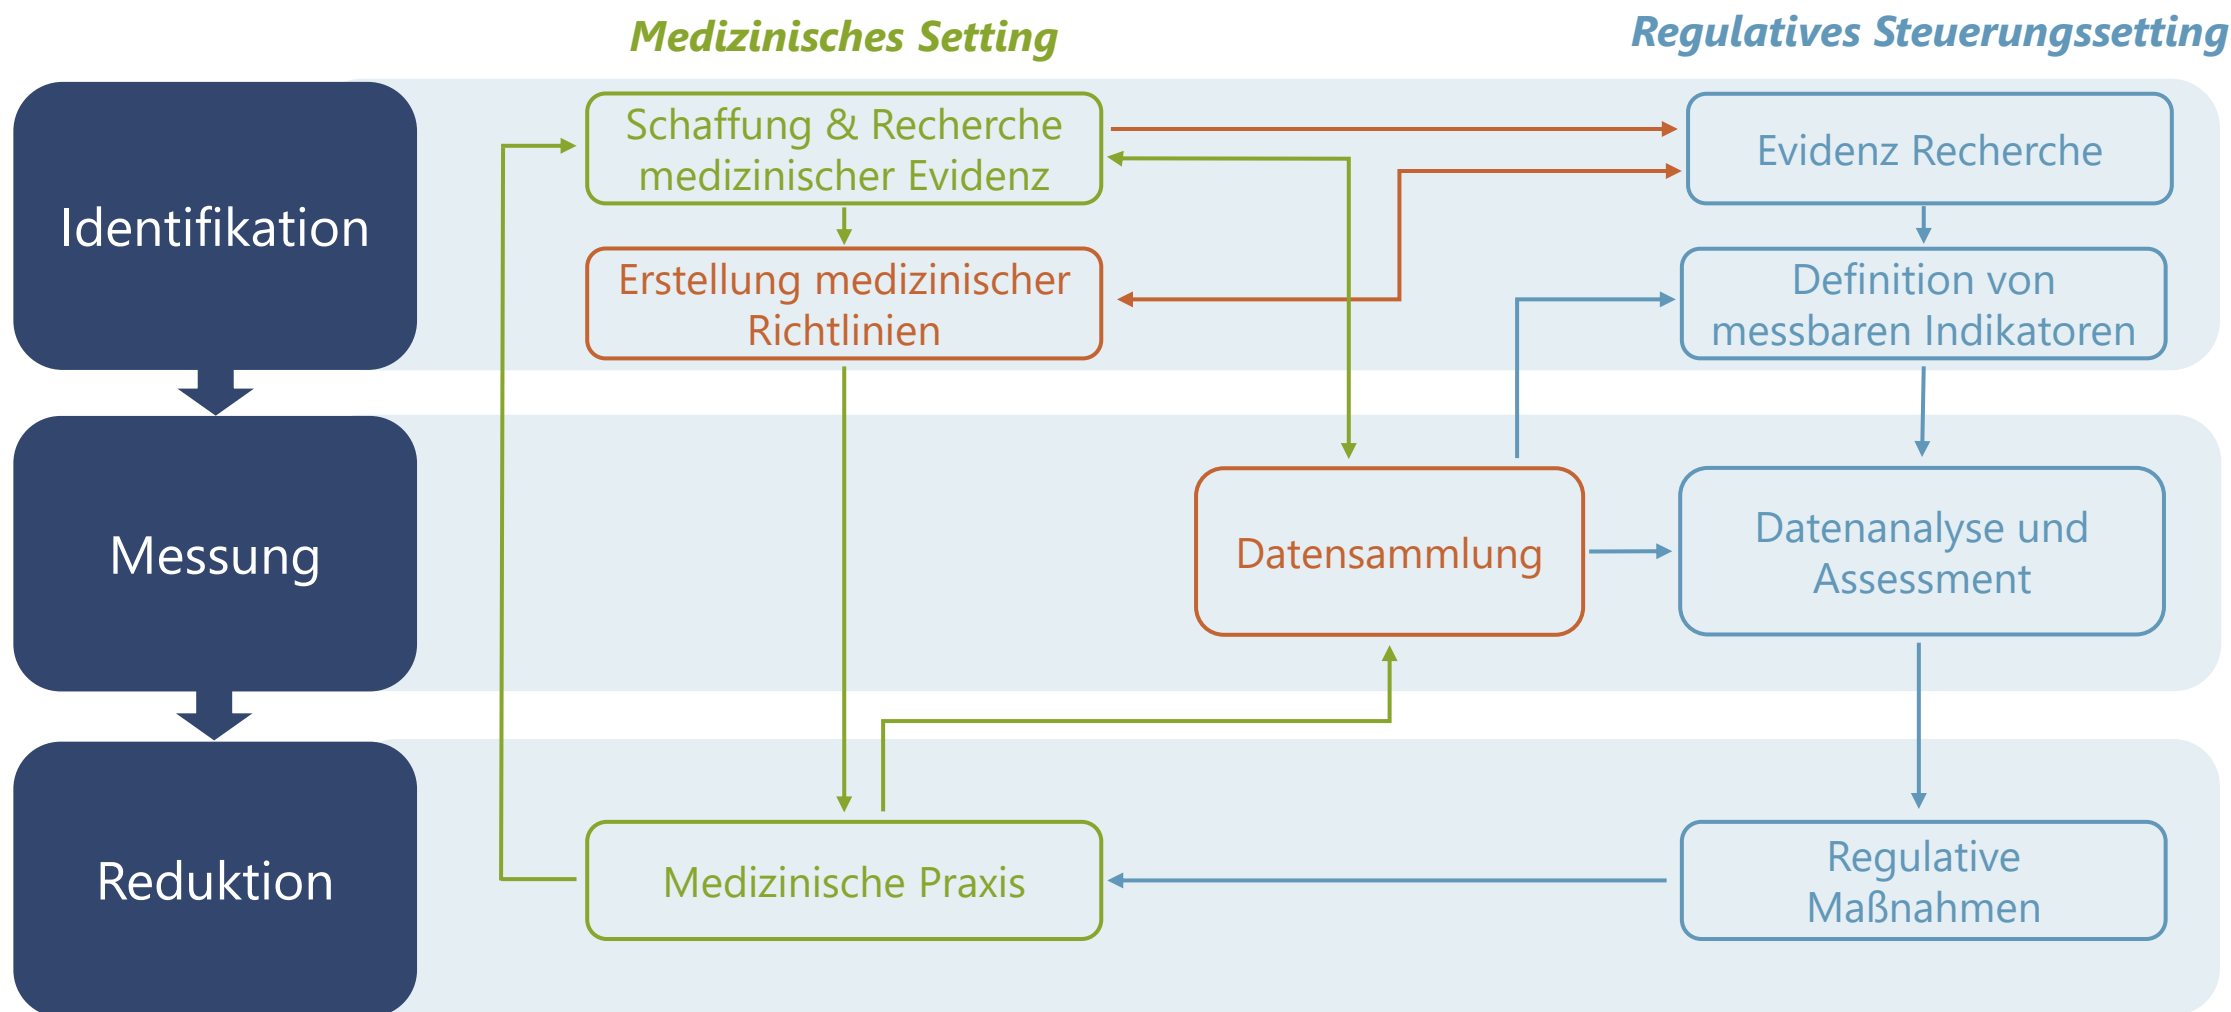 Medizinisches Setting
Regulatives Steuerungssetting
Identifikation
Schaffung & Recherche
medizinischer Evidenz
Evidenz Recherche
Erstellung medizinischer
Richtlinien
Definition von
messbaren Indikatoren
Messung
Datensammlung
Datenanalyse und
Assessment
Reduktion
Medizinische Praxis
Regulative
Maßnahmen